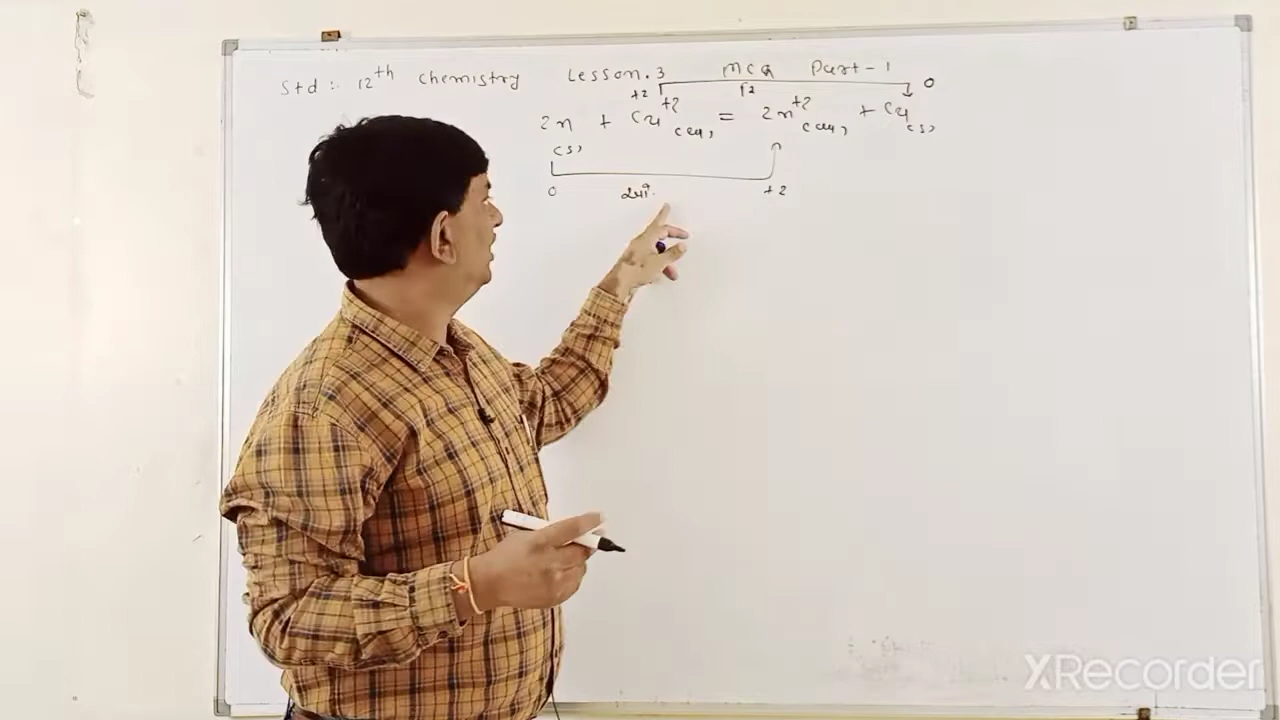 Std :- 12th Chemistry Lesson.3 MCQ Part-1
+2 0
Zn(s) + Cu+2(aq) = Zn+2(aq) + Cu(s)
0 +2
XRecorder